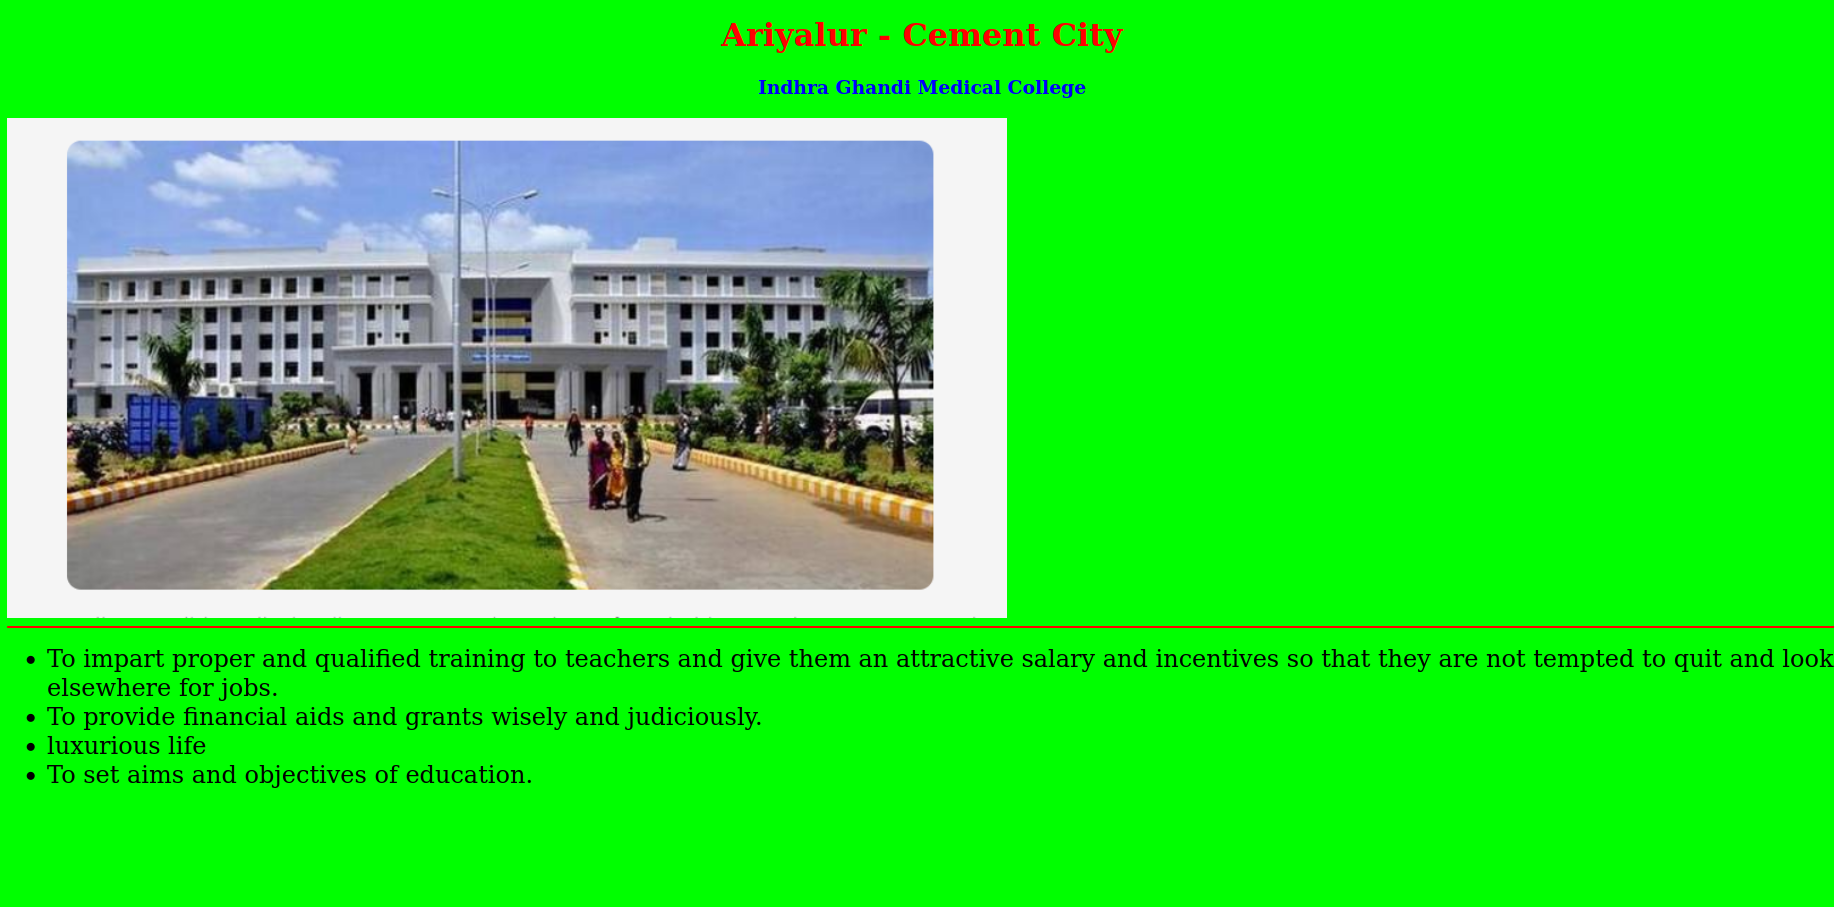 Ariyalur - Cement City
Indhra Ghandi Medical College
• To impart proper and qualified training to teachers and give them an attractive salary and incentives so that they are not tempted to quit and look
elsewhere for jobs.
• To provide financial aids and grants wisely and judiciously.
• luxurious life
• To set aims and objectives of education.